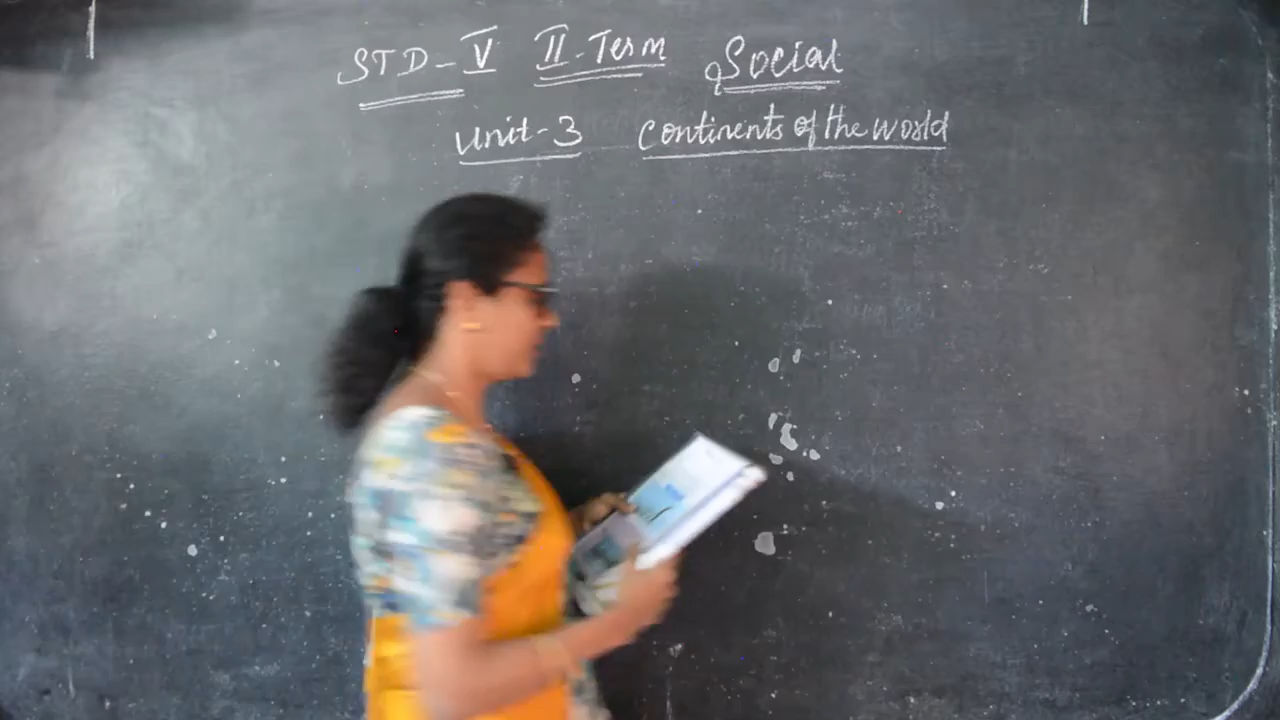 STD-V II-Term Social
Unit-3 Continents of the world